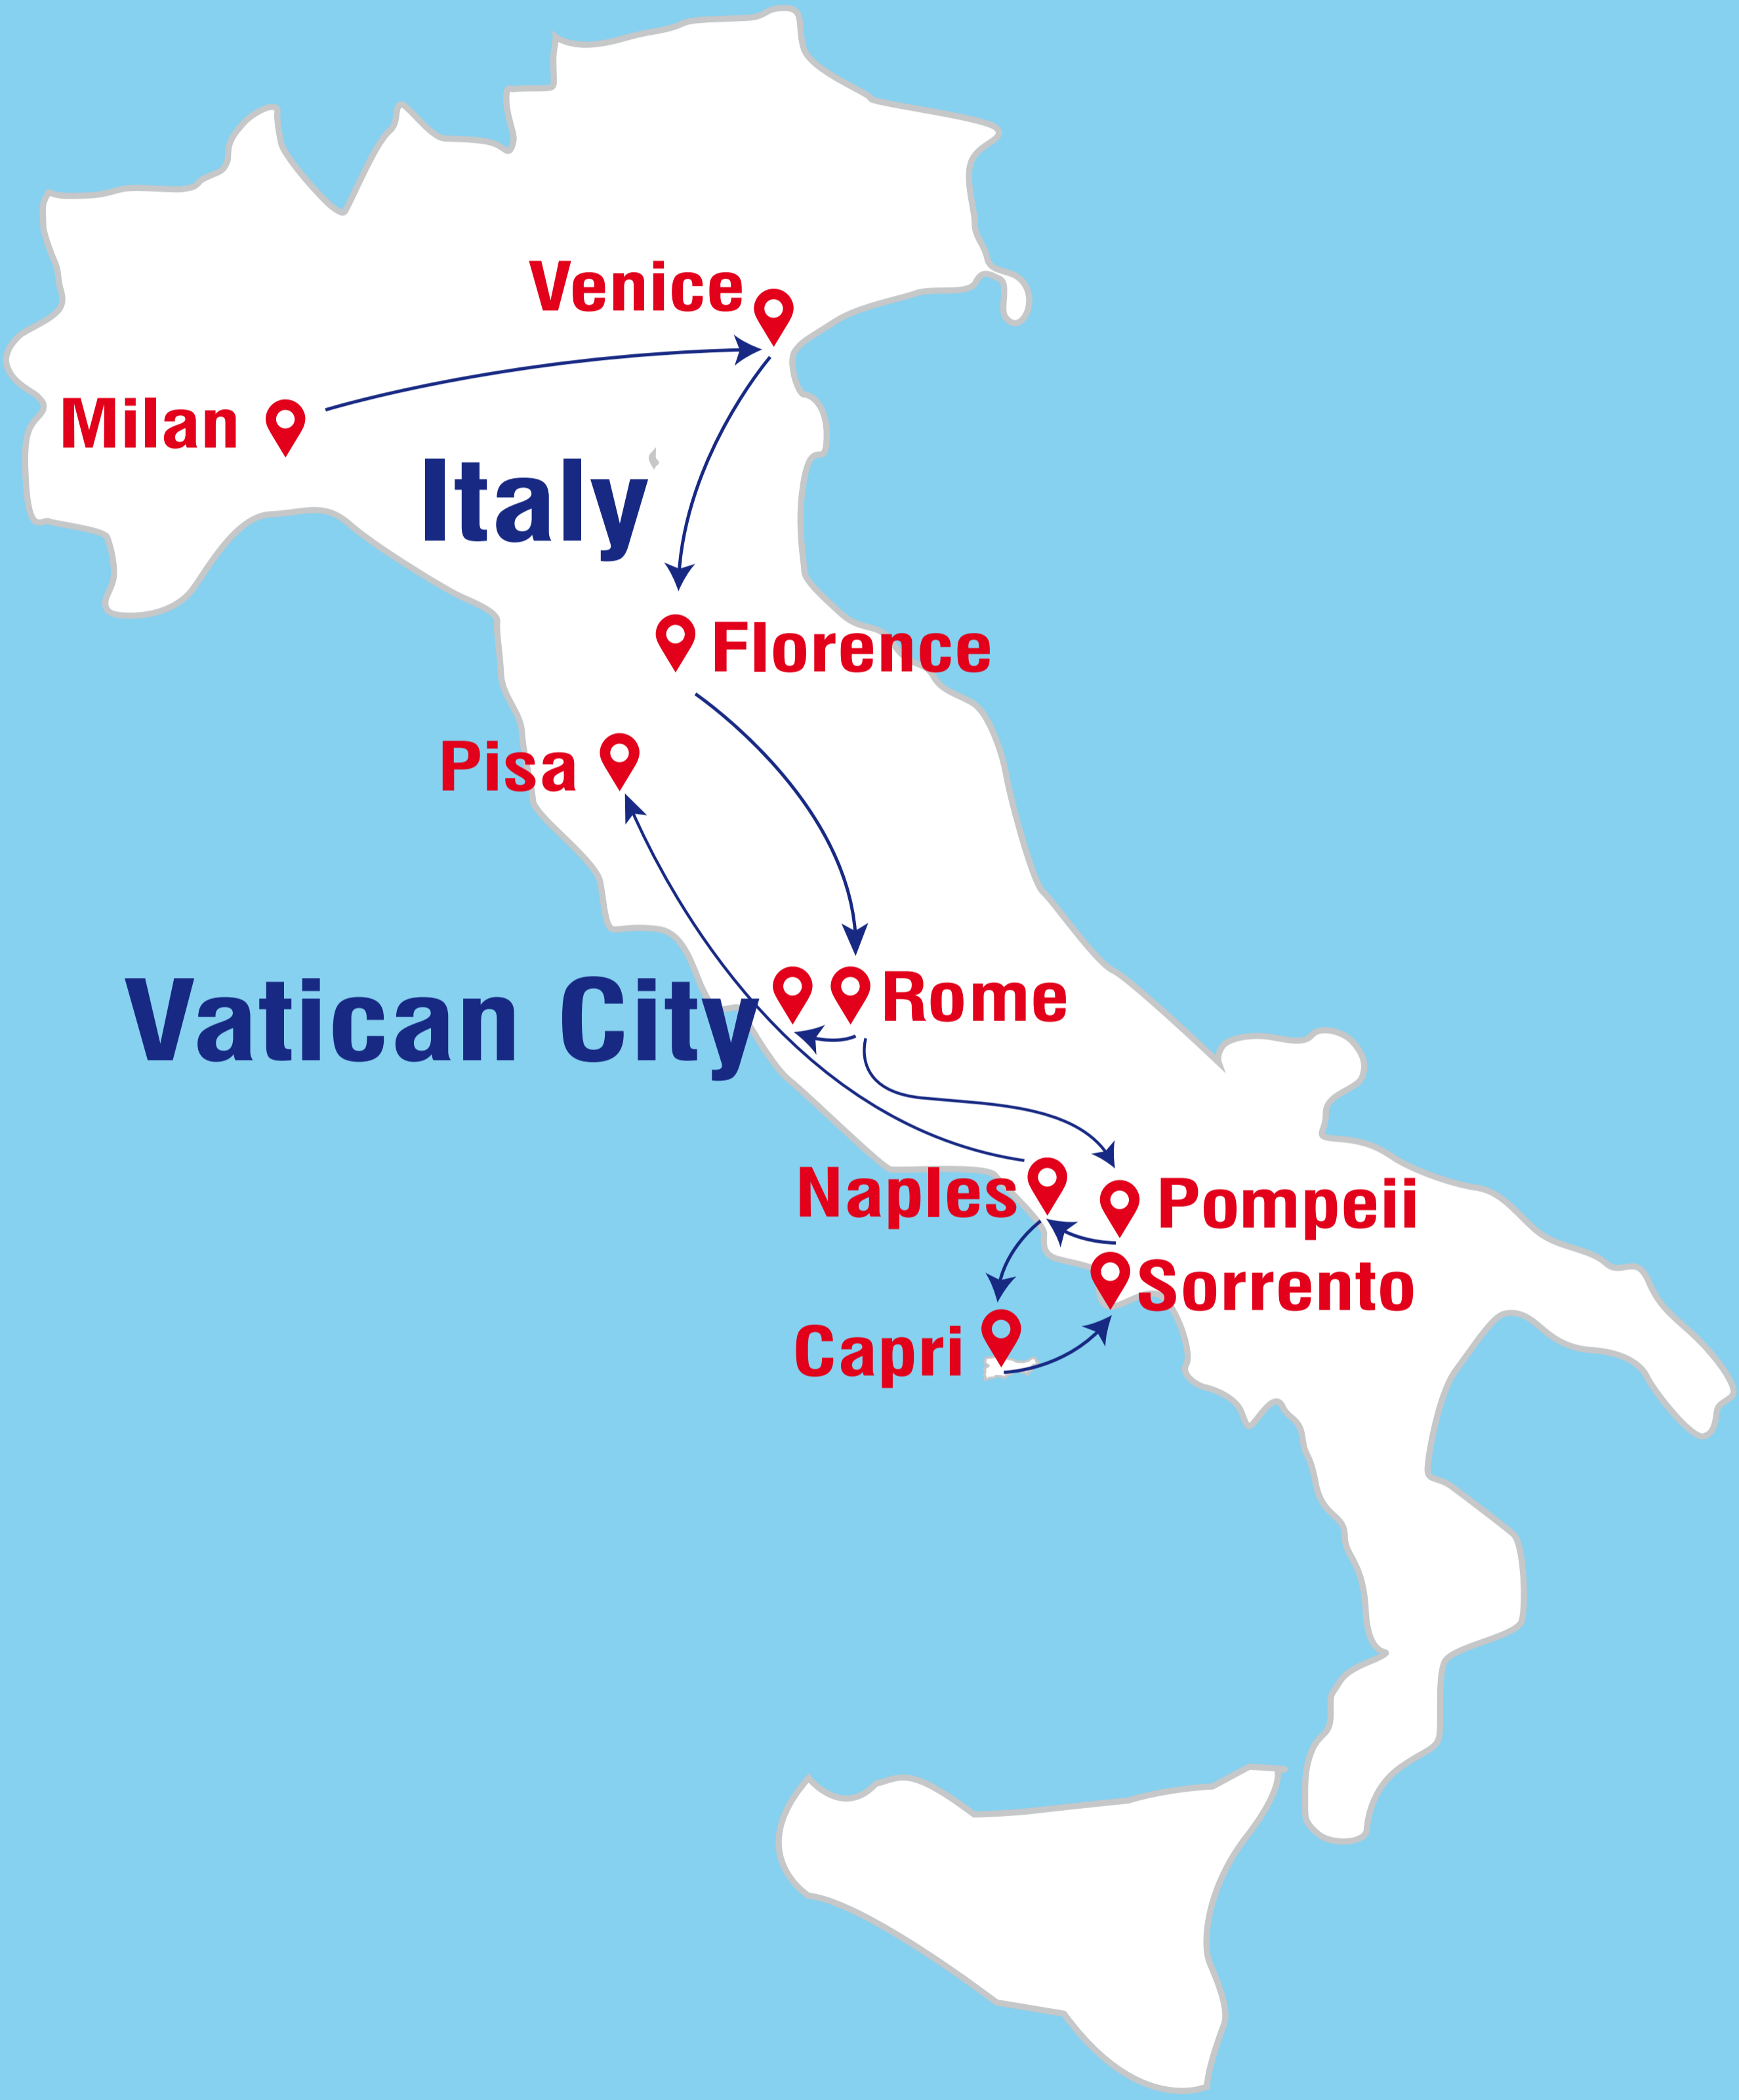 Venice
Milan
Italy
Florence
Pisa
Vatican City
Rome
Naples
Pompeii
Sorrento
Capri